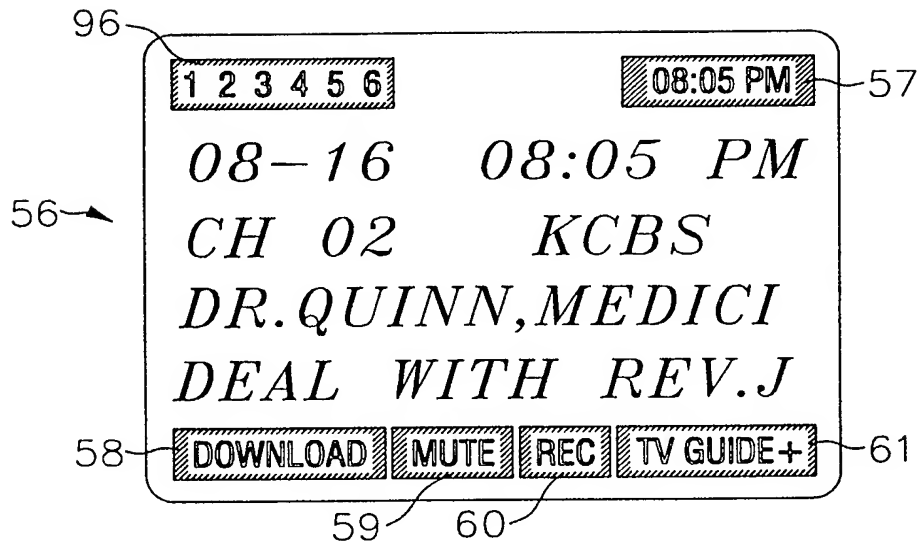 96
1 2 3 4 5 6 08:05 PM 57
08-16 08:05 PM
56 CH 02 KCBS
DR.QUINN,MEDICI
DEAL WITH REV.J
58 DOWNLOAD MUTE REC TV GUIDE+ 61
59 60